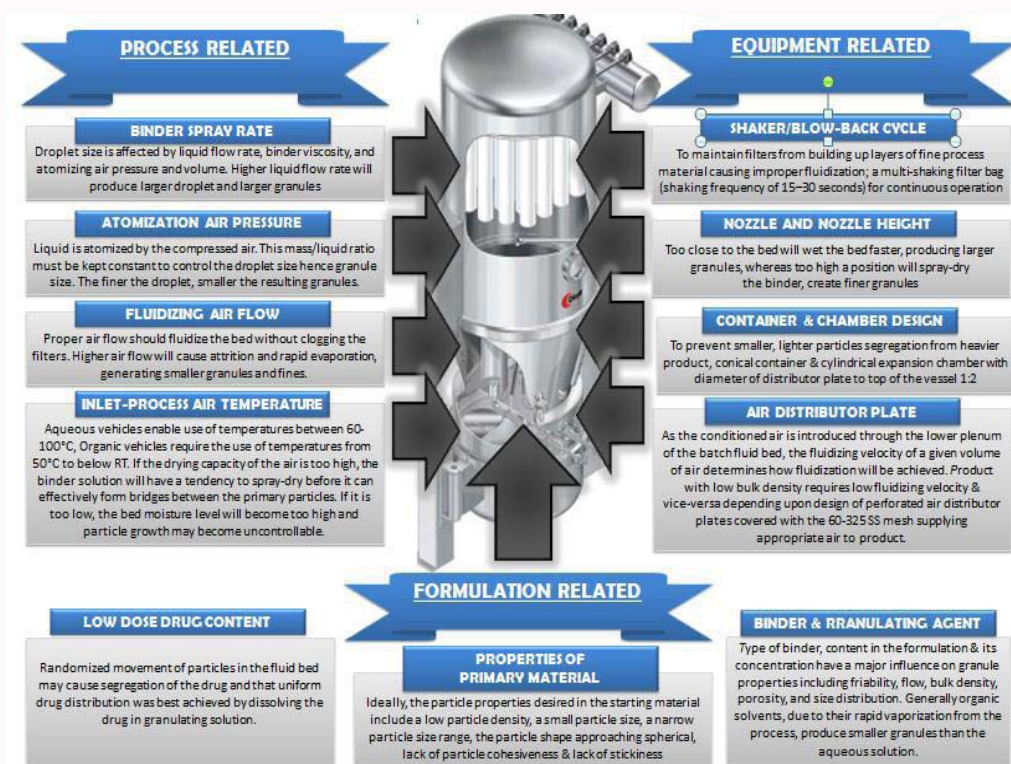 PROCESS RELATED
BINDER SPRAY RATE
Droplet size is affected by liquid flow rate, binder viscosity, and
atomizing air pressure and volume. Higher liquid flow rate will
produce larger droplet and larger granules
ATOMIZATION AIR PRESSURE
Liquid is atomized by the compressed air. This mass/liquid ratio
must be kept constant to control the droplet size hence granule
size. The finer the droplet, smaller the resulting granules.
FLUIDIZING AIR FLOW
Proper air flow should fluidize the bed without clogging the
filters. Higher air flow will cause attrition and rapid evaporation,
generating smaller granules and fines.
INLET-PROCESS AIR TEMPERATURE
Aqueous vehicles enable use of temperatures between 60-
100°C, Organic vehicles require the use of temperatures from
50°C to below RT. If the drying capacity of the air is too high, the
binder solution will have a tendency to spray-dry before it can
effectively form bridges between the primary particles. If it is
too low, the bed moisture level will become too high and
particle growth may become uncontrollable.
EQUIPMENT RELATED
SHAKER/BLOW-BACK CYCLE
To maintain filters from building up layers of fine process
material causing improper fluidization; a multi-shaking filter bag
(shaking frequency of 15–30 seconds) for continuous operation
NOZZLE AND NOZZLE HEIGHT
Too close to the bed will wet the bed faster, producing larger
granules, whereas too high a position will spray-dry
the binder, create finer granules
CONTAINER & CHAMBER DESIGN
To prevent smaller, lighter particles segregation from heavier
product, conical container & cylindrical expansion chamber with
diameter of distributor plate to top of the vessel 1:2
AIR DISTRIBUTOR PLATE
As the conditioned air is introduced through the lower plenum
of the batch fluid bed, the fluidizing velocity of a given volume
of air determines how fluidization will be achieved. Product
with low bulk density requires low fluidizing velocity &
vice-versa depending upon design of perforated air distributor
plates covered with the 60-325 SS mesh supplying
appropriate air to product.
FORMULATION RELATED
LOW DOSE DRUG CONTENT
Randomized movement of particles in the fluid bed
may cause segregation of the drug and that uniform
drug distribution was best achieved by dissolving the
drug in granulating solution.
PROPERTIES OF
PRIMARY MATERIAL
Ideally, the particle properties desired in the starting material
include a low particle density, a small particle size, a narrow
particle size range, the particle shape approaching spherical,
lack of particle cohesiveness & lack of stickiness
BINDER & RRANULATING AGENT
Type of binder, content in the formulation & its
concentration have a major influence on granule
properties including friability, flow, bulk density,
porosity, and size distribution. Generally organic
solvents, due to their rapid vaporization from the
process, produce smaller granules than the
aqueous solution.